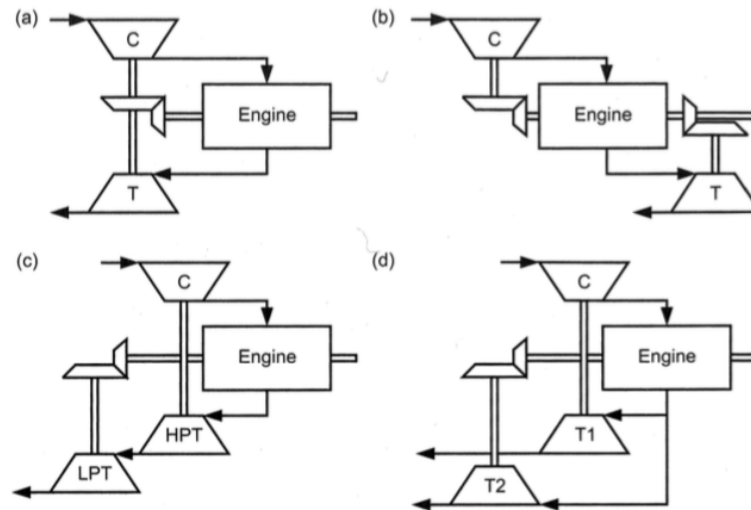 (a)
C
Engine
T
(b)
C
Engine
T
(c)
C
Engine
HPT
LPT
(d)
C
Engine
T1
T2